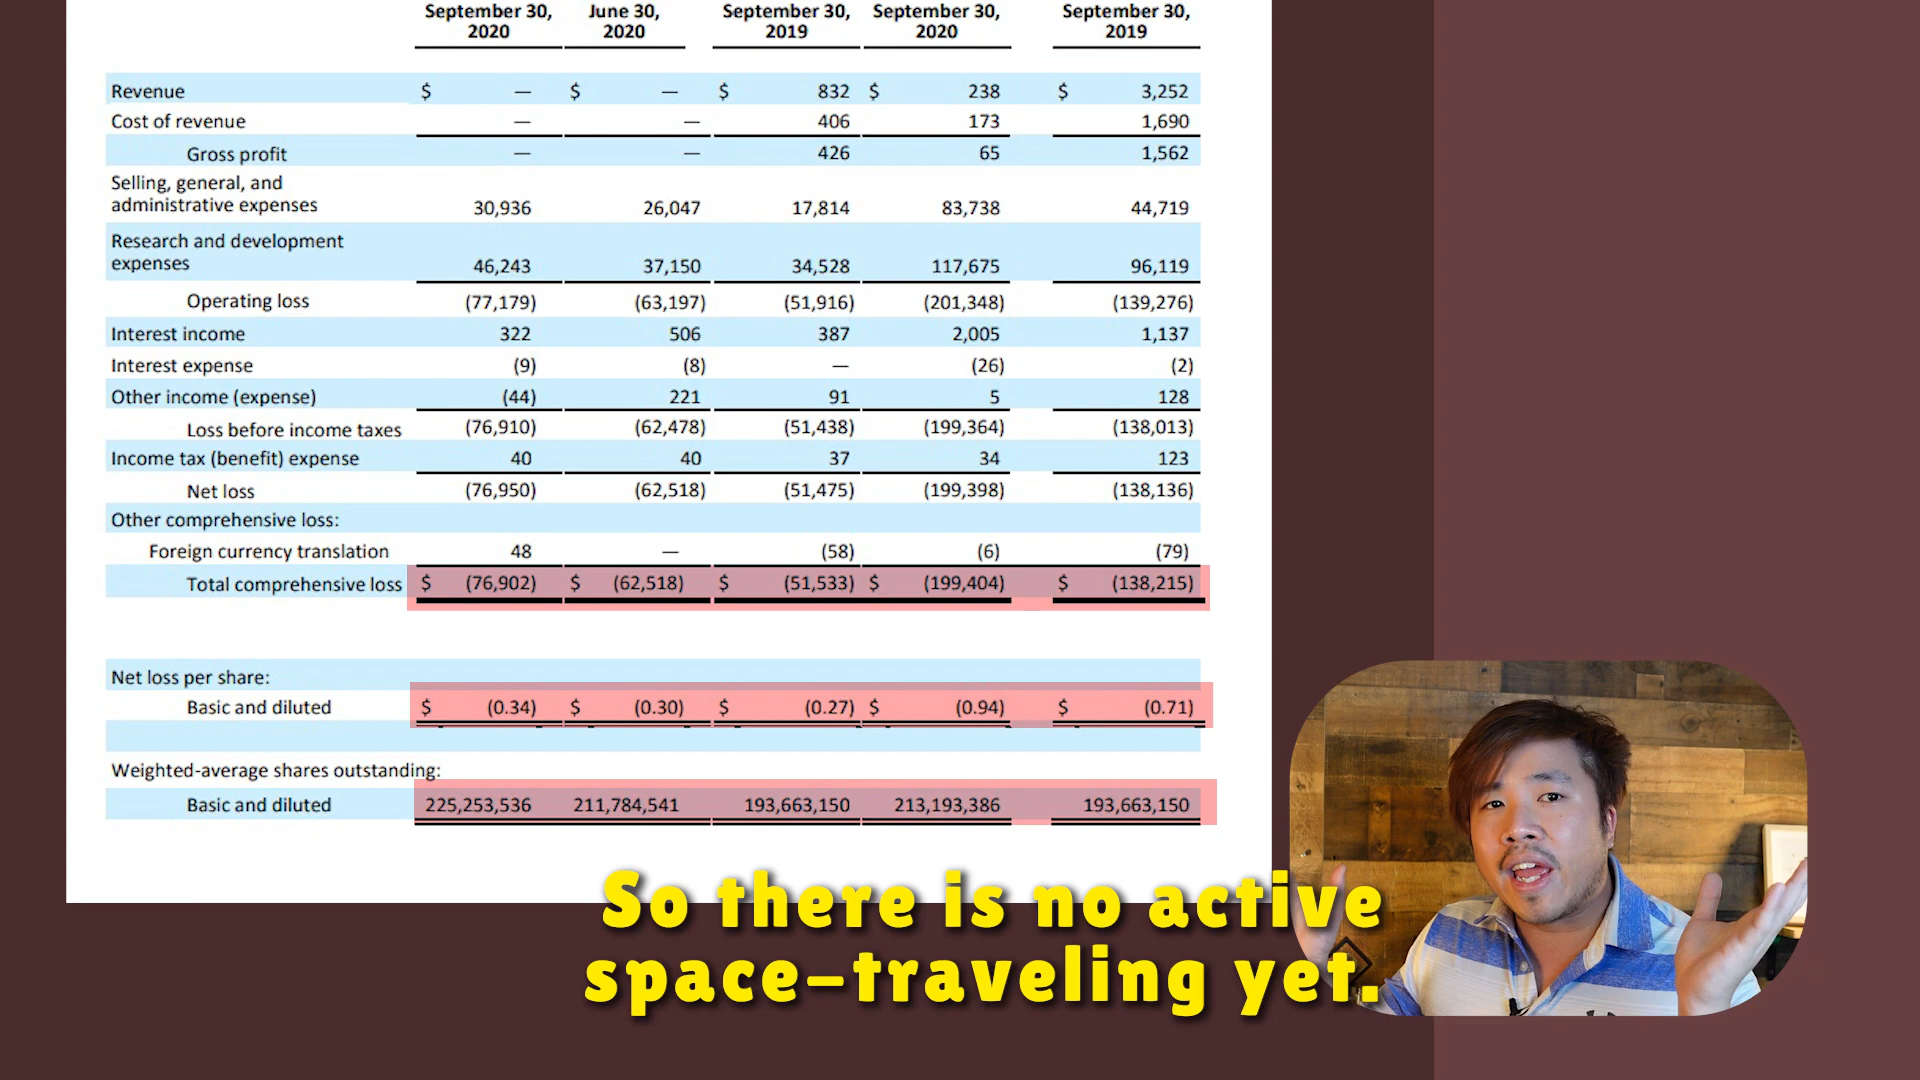 September 30, June 30, September 30, September 30, September 30,
2020 2020 2019 2020 2019
Revenue $ — $ — $ 832 $ 238 $ 3,252
Cost of revenue — — 406 173 1,690
Gross profit — — 426 65 1,562
Selling, general, and
administrative expenses 30,936 26,047 17,814 83,738 44,719
Research and development
expenses 46,243 37,150 34,528 117,675 96,119
Operating loss (77,179) (63,197) (51,916) (201,348) (139,276)
Interest income 322 506 387 2,005 1,137
Interest expense (9) (8) — (26) (2)
Other income (expense) (44) 221 91 5 128
Loss before income taxes (76,910) (62,478) (51,438) (199,364) (138,013)
Income tax (benefit) expense 40 40 37 34 123
Net loss (76,950) (62,518) (51,475) (199,398) (138,136)
Other comprehensive loss:
Foreign currency translation 48 — (58) (6) (79)
Total comprehensive loss $ (76,902) $ (62,518) $ (51,533) $ (199,404) $ (138,215)
Net loss per share:
Basic and diluted $ (0.34) $ (0.30) $ (0.27) $ (0.94) $ (0.71)
Weighted-average shares outstanding:
Basic and diluted 225,253,536 211,784,541 193,663,150 213,193,386 193,663,150
So there is no active
space-traveling yet.